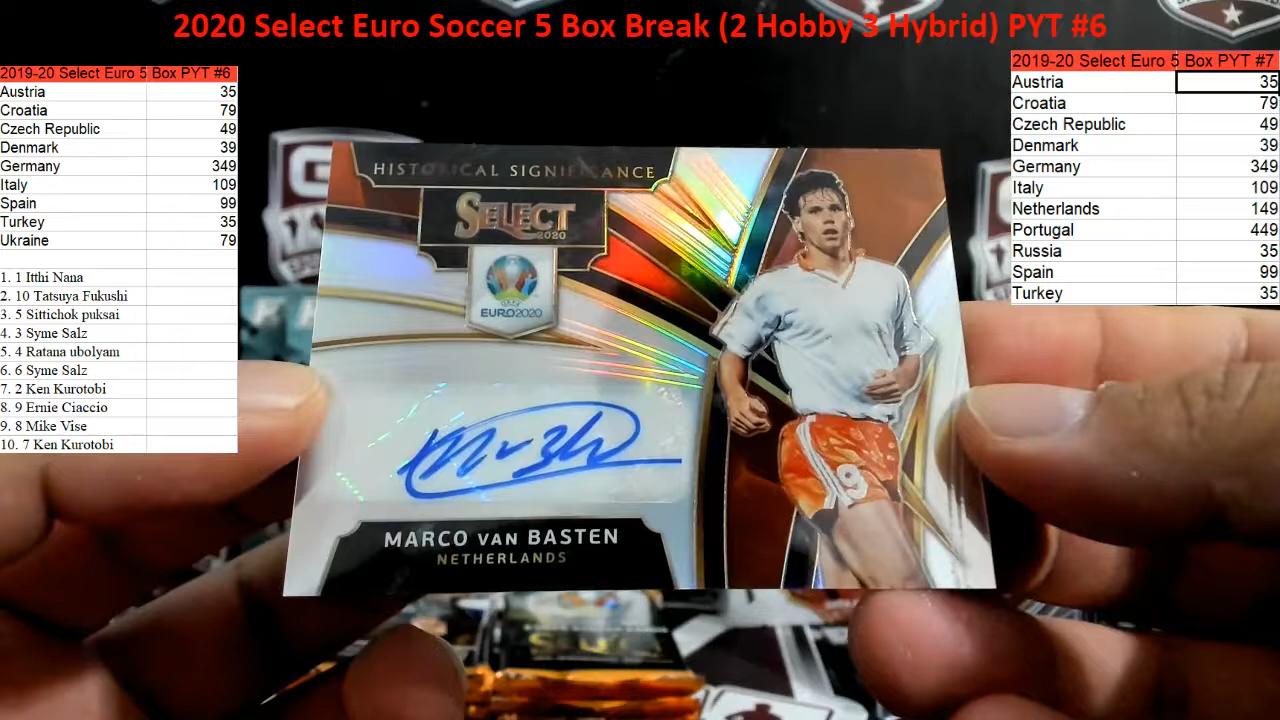 2020 Select Euro Soccer 5 Box Break (2 Hobby 3 Hybrid) PYT #6
2019-20 Select Euro 5 Box PYT #6
Austria 35
Croatia 79
Czech Republic 49
Denmark 39
Germany 349
Italy 109
Spain 99
Turkey 35
Ukraine 79
1. 1 Itthi Nana
2. 10 Tatsuya Fukushi
3. 5 Sittichok puksai
4. 3 Syme Salz
5. 4 Ratana ubolyam
6. 6 Syme Salz
7. 2 Ken Kurotobi
8. 9 Ernie Ciaccio
9. 8 Mike Vise
10. 7 Ken Kurotobi
HISTORICAL SIGNIFICANCE
SELECT
2020
UEFA
EURO2020
9
MARCO VAN BASTEN
NETHERLANDS
2019-20 Select Euro 5 Box PYT #7
Austria 35
Croatia 79
Czech Republic 49
Denmark 39
Germany 349
Italy 109
Netherlands 149
Portugal 449
Russia 35
Spain 99
Turkey 35